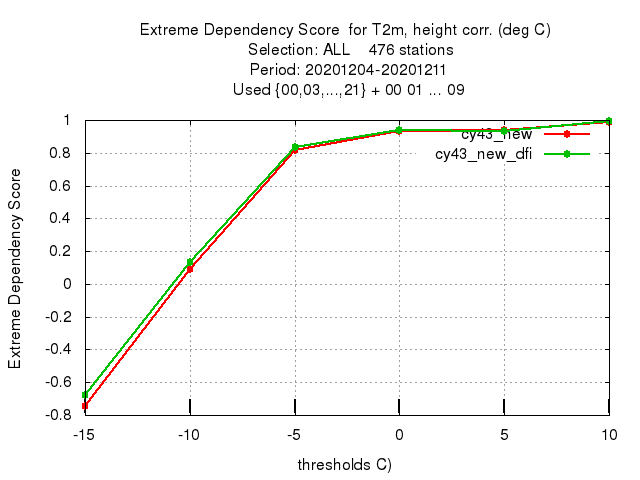 Extreme Dependency Score  for T2m, height corr. (deg C)
Selection: ALL    476 stations
Period: 20201204-20201211
Used {00,03,...,21} + 00 01 ... 09
Extreme Dependency Score
1
0.8
0.6
0.4
0.2
0
-0.2
-0.4
-0.6
-0.8
cy43_new
cy43_new_dfi
-15 -10 -5 0 5 10
thresholds C)